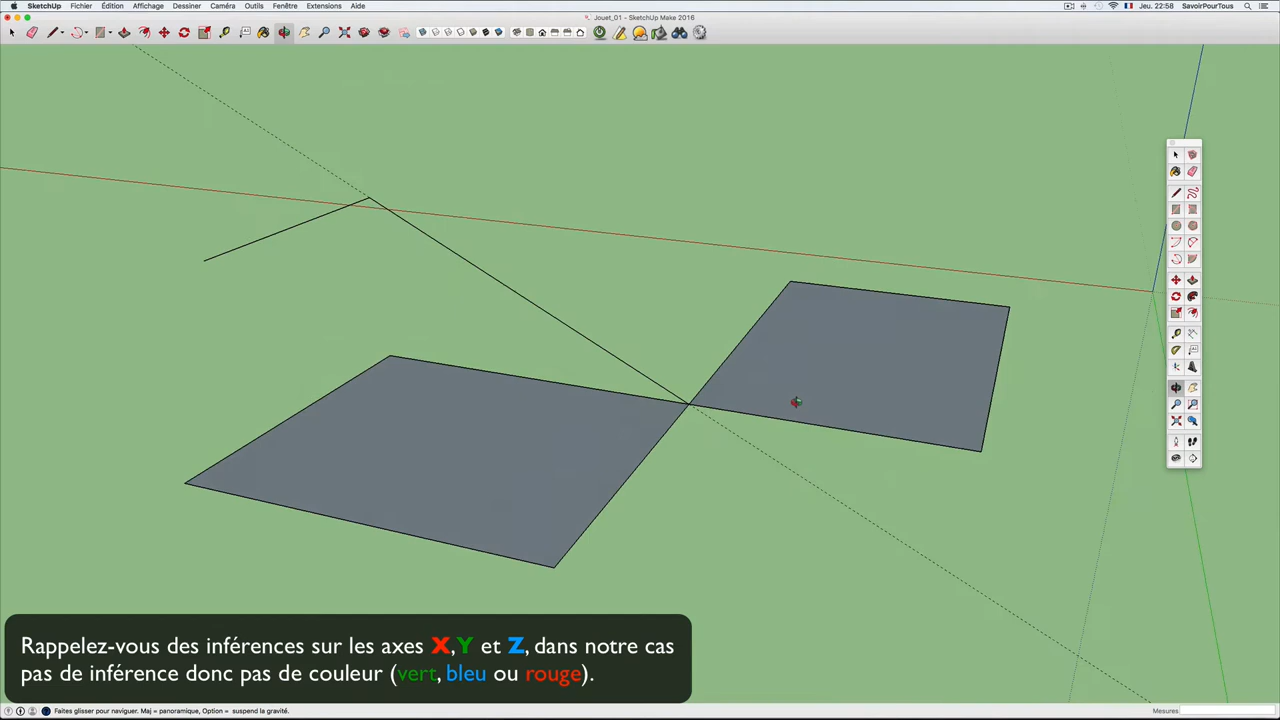 SketchUp Fichier Édition Affichage Dessiner Caméra Outils Fenêtre Extensions Aide Jeu. 22:58 SavoirPourTous
Jouet_01 - SketchUp Make 2016
Rappelez-vous des inférences sur les axes X,Y et Z, dans notre cas
pas de inférence donc pas de couleur (vert, bleu ou rouge).
Faites glisser pour naviguer. Maj = panoramique, Option = suspend la gravité. Mesures